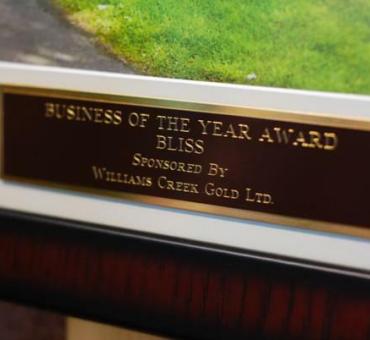 BUSINESS OF THE YEAR AWARD
BLISS
SPONSORED BY
WILLIAMS CREEK GOLD LTD.